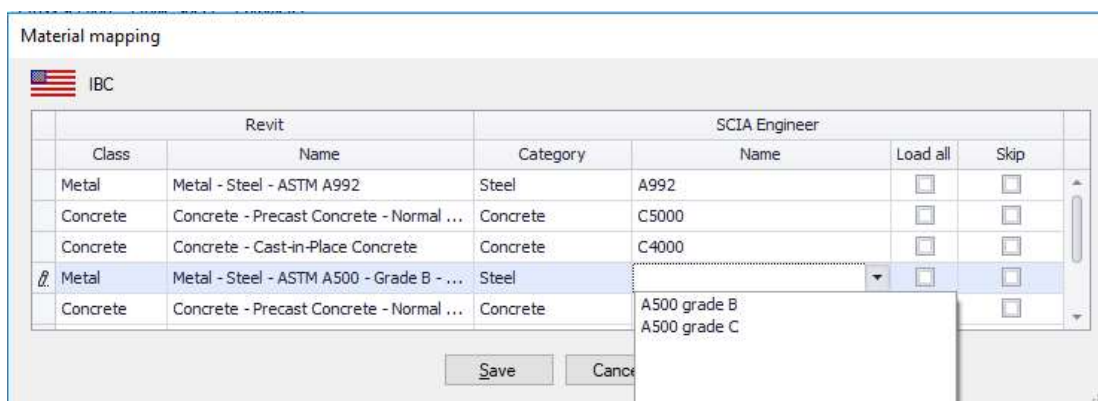 Material mapping
IBC
Revit SCIA Engineer
Class Name Category Name Load all Skip
Metal Metal - Steel - ASTM A992 Steel A992
Concrete Concrete - Precast Concrete - Normal ... Concrete C5000
Concrete Concrete - Cast-in-Place Concrete Concrete C4000
Metal Metal - Steel - ASTM A500 - Grade B - ... Steel
Concrete Concrete - Precast Concrete - Normal ... Concrete
A500 grade B
A500 grade C
Save Cance